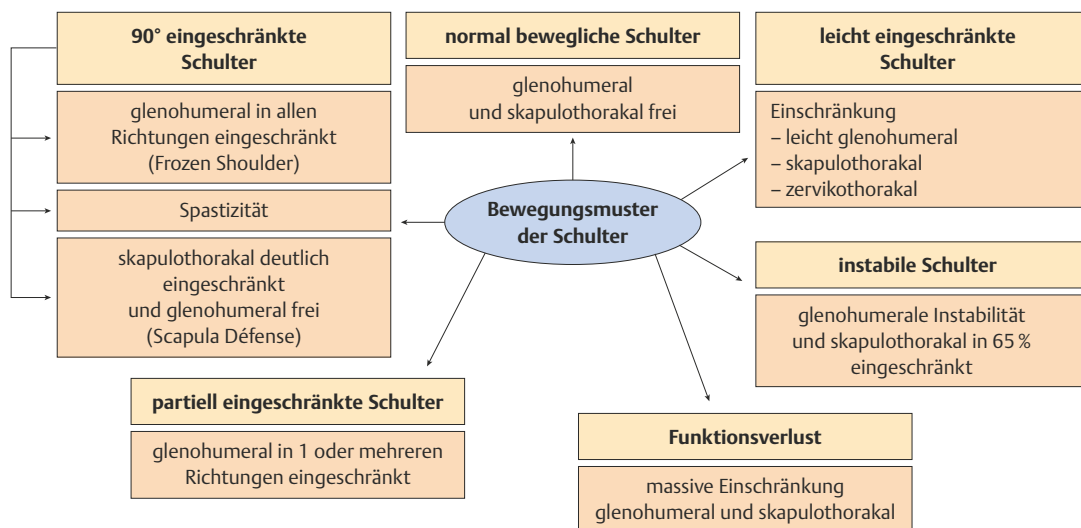 90° eingeschränkte
Schulter
glenohumeral in allen
Richtungen eingeschränkt
(Frozen Shoulder)
Spastizität
skapulothorakal deutlich
eingeschränkt
und glenohumeral frei
(Scapula Défense)
normal bewegliche Schulter
glenohumeral
und skapulothorakal frei
leicht eingeschränkte
Schulter
Einschränkung
– leicht glenohumeral
– skapulothorakal
– zervikothorakal
Bewegungsmuster
der Schulter
instabile Schulter
glenohumerale Instabilität
und skapulothorakal in 65 %
eingeschränkt
partiell eingeschränkte Schulter
glenohumeral in 1 oder mehreren
Richtungen eingeschränkt
Funktionsverlust
massive Einschränkung
glenohumeral und skapulothorakal